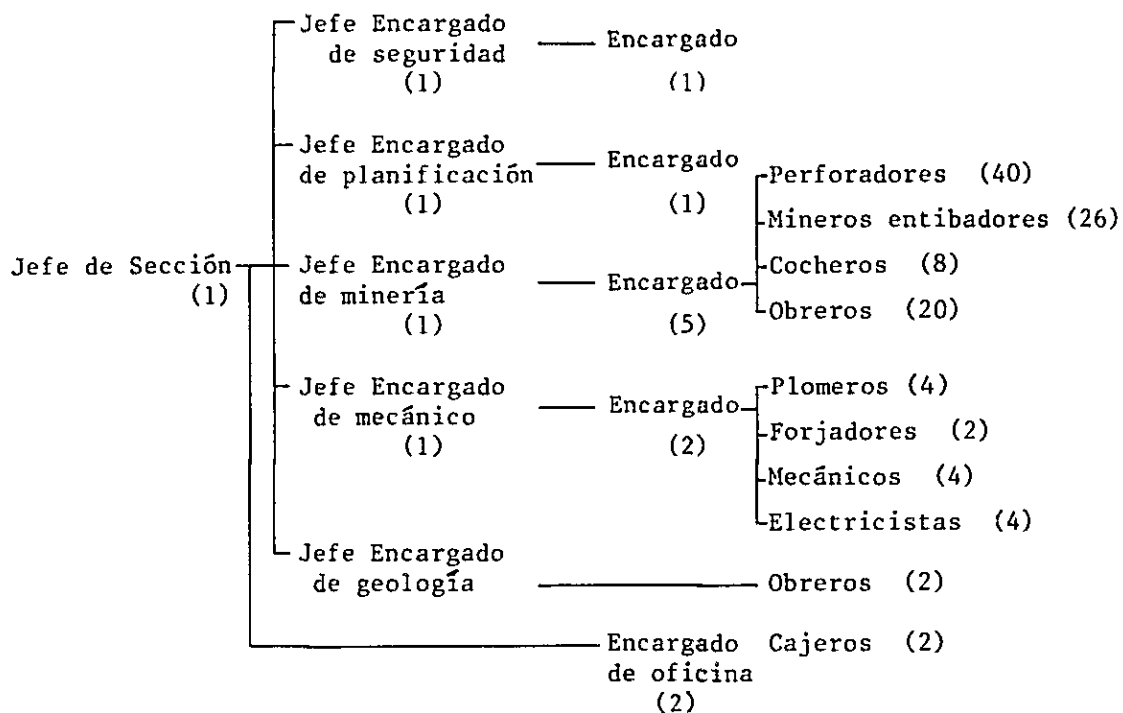 Jefe Encargado
de seguridad
(1)
Encargado
(1)
Jefe Encargado
de planificación
(1)
Encargado
(1)
Jefe de Sección
(1)
Jefe Encargado
de minería
(1)
Encargado
(5)
Perforadores (40)
Mineros entibadores (26)
Cocheros (8)
Obreros (20)
Jefe Encargado
de mecánico
(1)
Encargado
(2)
Plomeros (4)
Forjadores (2)
Mecánicos (4)
Electricistas (4)
Jefe Encargado
de geología
Obreros (2)
Encargado
de oficina
(2)
Cajeros (2)